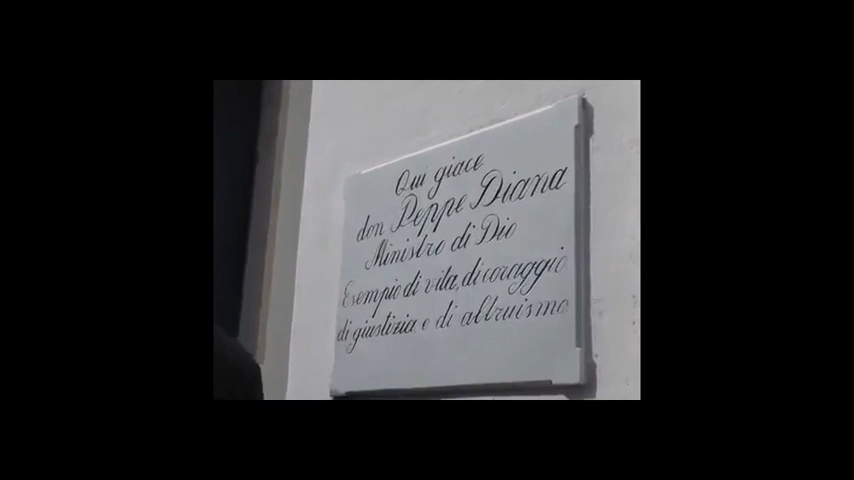 Qui giace
don Peppe Diana
Ministro di Dio
Esempio di vita, di coraggio
di giustizia e di altruismo